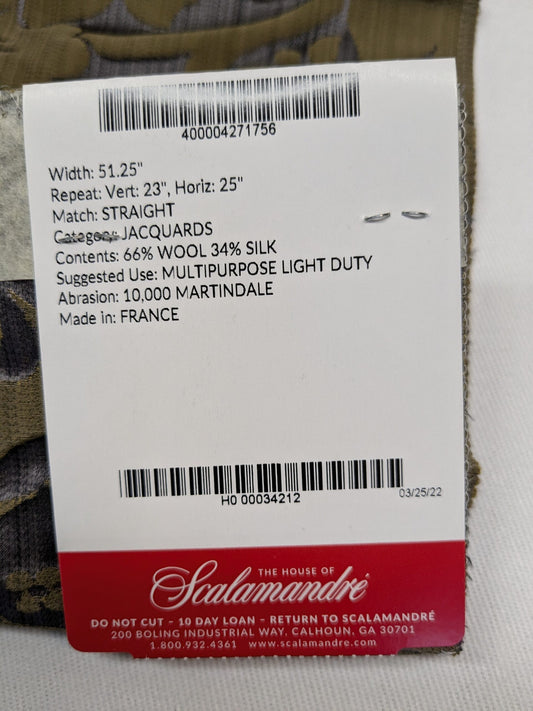 400004271756
Width: 51.25"
Repeat: Vert: 23", Horiz: 25"
Match: STRAIGHT
Category: JACQUARDS
Contents: 66% WOOL 34% SILK
Suggested Use: MULTIPURPOSE LIGHT DUTY
Abrasion: 10,000 MARTINDALE
Made in: FRANCE
H0 00034212
03/25/22
THE HOUSE OF
Scalamandré
DO NOT CUT – 10 DAY LOAN – RETURN TO SCALAMANDRÉ
200 BOLING INDUSTRIAL WAY, CALHOUN, GA 30701
1.800.932.4361 www.scalamandre.com